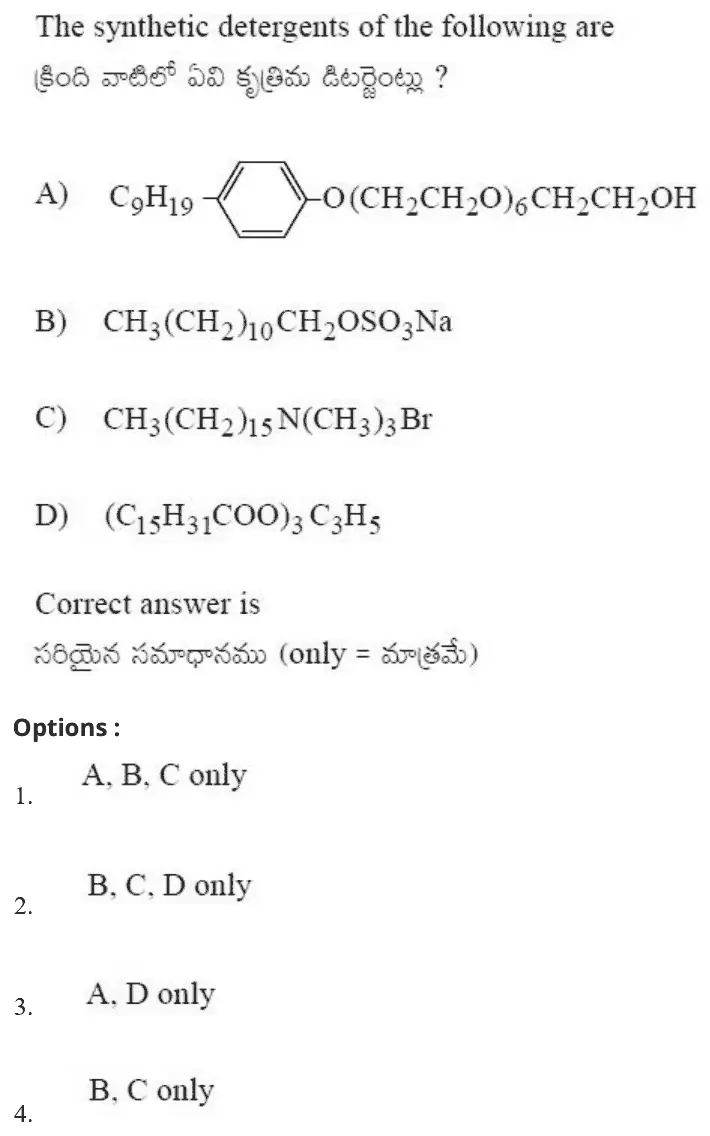 The synthetic detergents of the following are
క్రింది వాటిలో ఏవి కృత్రిమ డిటర్జెంట్లు ?
A) C₉H₁₉ O(CH₂CH₂O)₆CH₂CH₂OH
B) CH₃(CH₂)₁₀CH₂OSO₃Na
C) CH₃(CH₂)₁₅N(CH₃)₃Br
D) (C₁₅H₃₁COO)₃C₃H₅
Correct answer is
సరియైన సమాధానము (only = మాత్రమే)
Options :
1. A, B, C only
2. B, C, D only
3. A, D only
4. B, C only